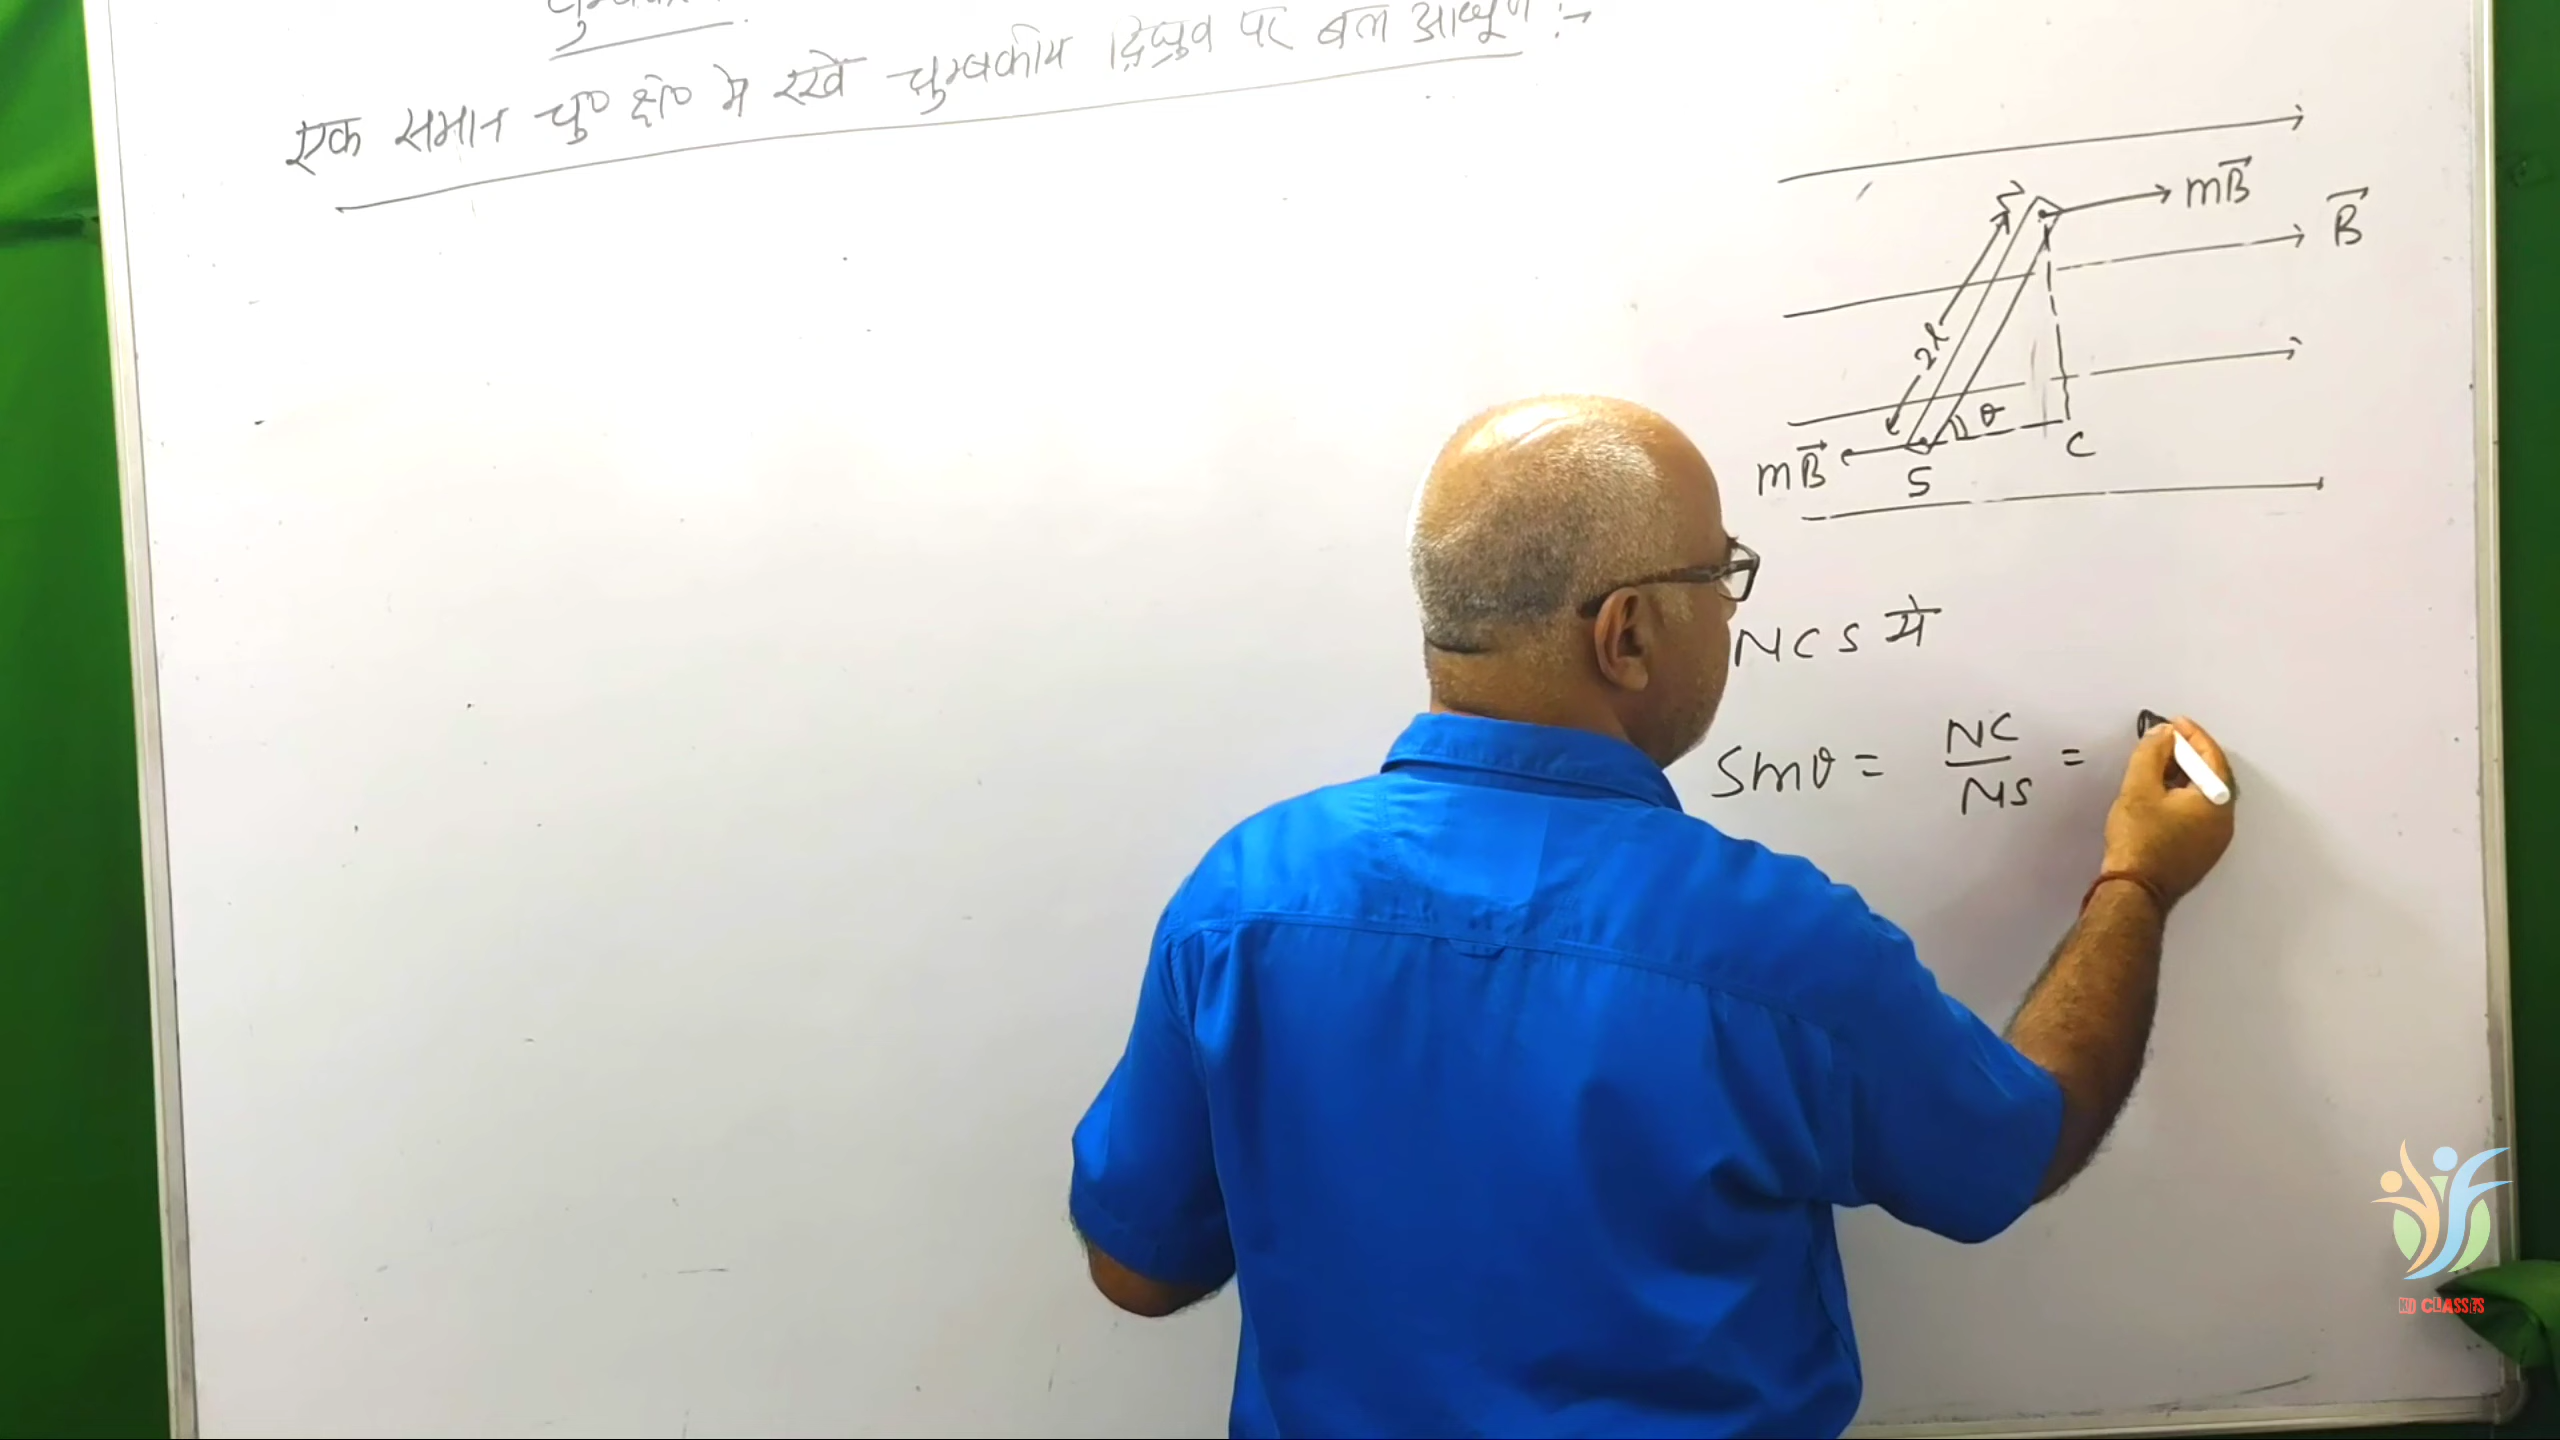 एक समान चु० क्षे० मे रखे चुम्बकीय द्विध्रुव पर बल आघूर्ण :→
N
mB⃗
B⃗
2l
θ
mB⃗
S
C
NCS में
Sinθ = NC/NS =
KD CLASSES